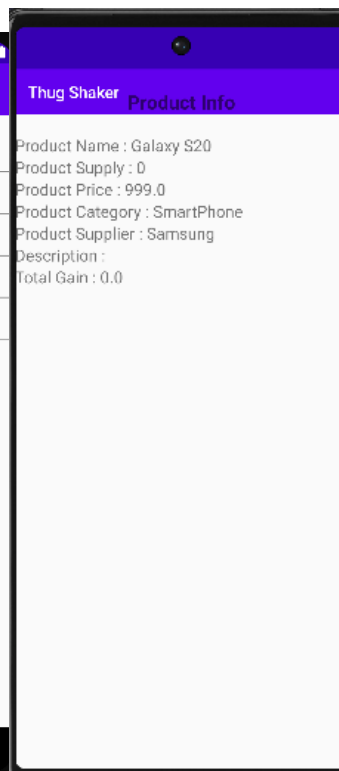 Thug Shaker
Product Info
Product Name : Galaxy S20
Product Supply : 0
Product Price : 999.0
Product Category : SmartPhone
Product Supplier : Samsung
Description :
Total Gain : 0.0